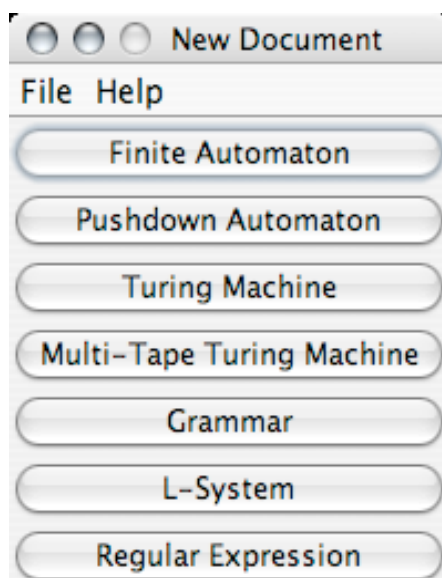 New Document
File Help
Finite Automaton
Pushdown Automaton
Turing Machine
Multi-Tape Turing Machine
Grammar
L-System
Regular Expression